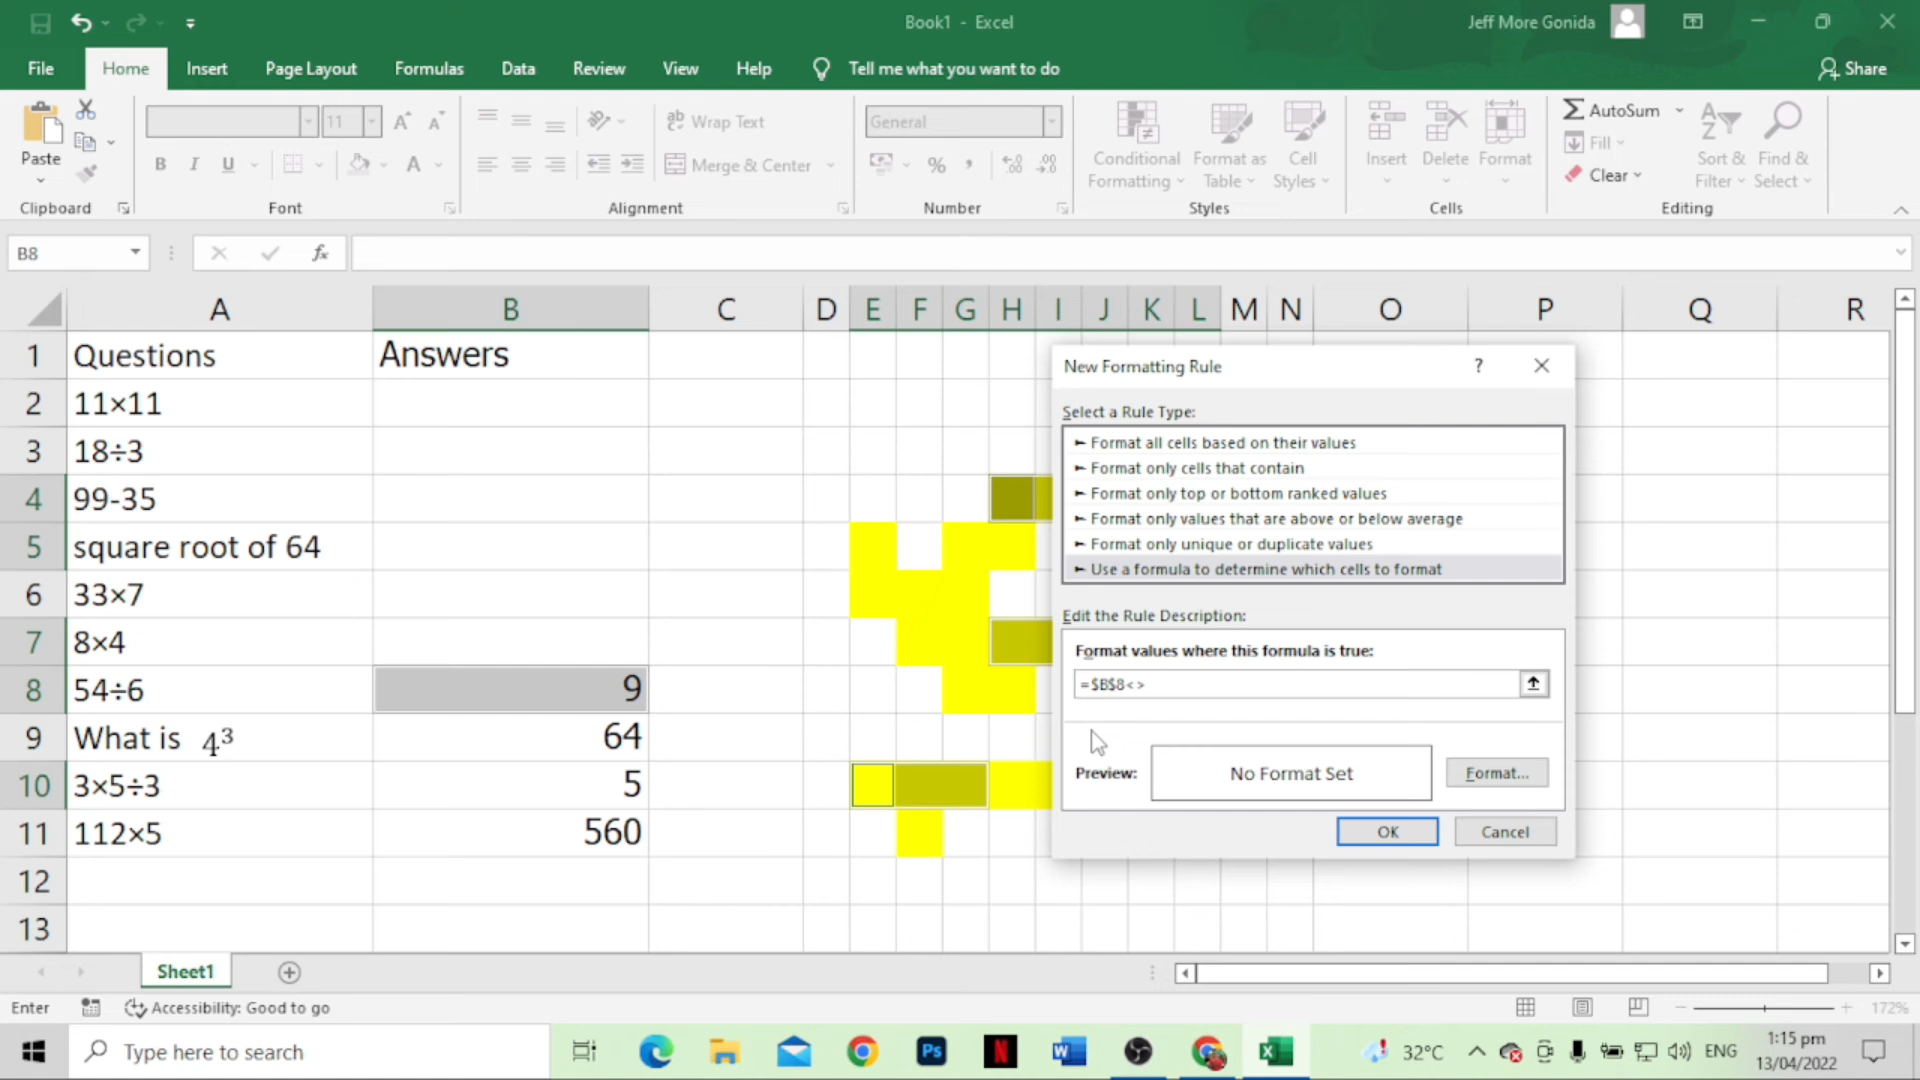 Book1 - Excel
Jeff More Gonida
File Home Insert Page Layout Formulas Data Review View Help Tell me what you want to do Share
Paste
Clipboard
11
B I U A
Font
Wrap Text
Merge & Center
Alignment
General
% ,
Number
Conditional Formatting
Format as Table
Cell Styles
Styles
Insert Delete Format
Cells
AutoSum
Fill
Clear
Sort & Filter
Find & Select
Editing
B8
fx
A B C D E F G H I J K L M N O P Q R
1 Questions Answers
2 11×11
3 18÷3
4 99-35
5 square root of 64
6 33×7
7 8×4
8 54÷6 9
9 What is 4³ 64
10 3×5÷3 5
11 112×5 560
12
13
New Formatting Rule ?
Select a Rule Type:
► Format all cells based on their values
► Format only cells that contain
► Format only top or bottom ranked values
► Format only values that are above or below average
► Format only unique or duplicate values
► Use a formula to determine which cells to format
Edit the Rule Description:
Format values where this formula is true:
=$B$8<>
Preview: No Format Set Format...
OK Cancel
Sheet1
Enter Accessibility: Good to go 172%
Type here to search
Ps
N
W
X
32°C ENG
1:15 pm
13/04/2022